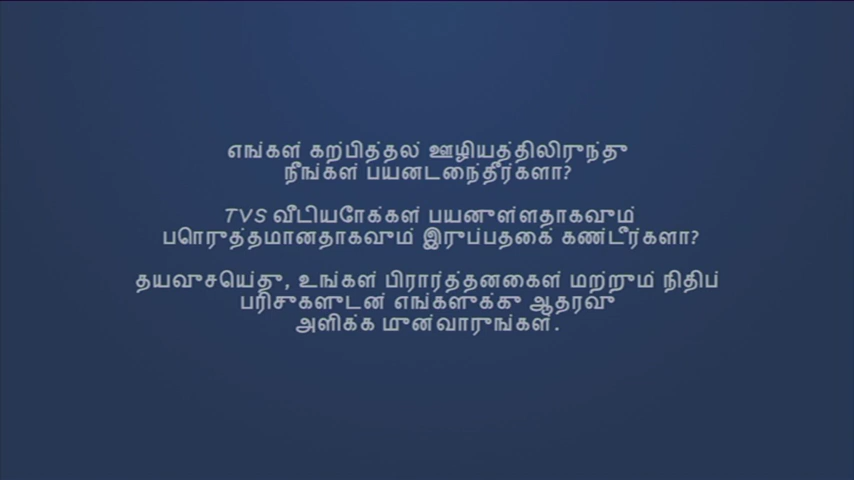 எங்கள் கற்பித்தல் ஊழியத்திலிருந்து
நீங்கள் பயனடைந்தீர்களா?
TVS வீடியோக்கள் பயனுள்ளதாகவும்
பொருத்தமானதாகவும் இருப்பதைக் கண்டீர்களா?
தயவுசெய்து, உங்கள் பிரார்த்தனைகள் மற்றும் நிதிப்
பரிசுகளுடன் எங்களுக்கு ஆதரவு
அளிக்க முன்வாருங்கள்.